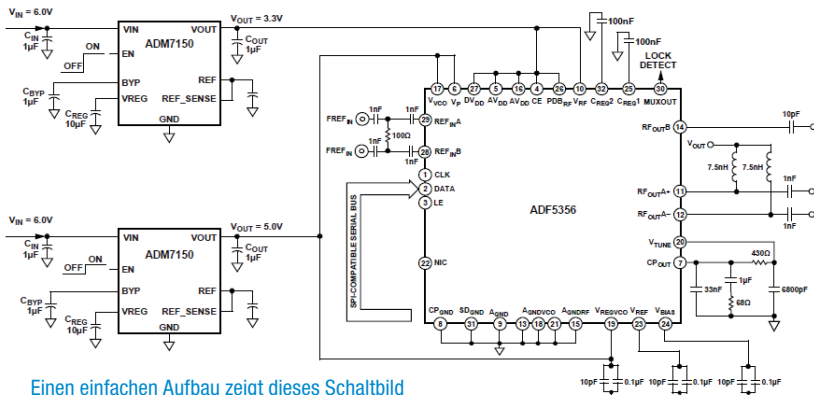 VIN = 6.0V
CIN
1µF
ON
OFF
CBYP
1µF
CREG
10µF
VIN
EN
BYP
VREG
ADM7150
GND
VOUT
REF
REF_SENSE
VOUT = 3.3V
COUT
1µF
VIN = 6.0V
CIN
1µF
ON
OFF
CBYP
1µF
CREG
10µF
VIN
EN
BYP
VREG
ADM7150
GND
VOUT
REF
REF_SENSE
VOUT = 5.0V
COUT
1µF
100nF
100nF
LOCK
DETECT
17 6 27 5 16 4 26 10 32 25 30
VVCO VP DVDD AVDD AVDD CE PDBRF VRF CREG2 CREG1 MUXOUT
FREFIN
1nF
1nF
29 REFINA
100Ω
FREFIN
1nF
1nF
28 REFINB
1 CLK
2 DATA
3 LE
SPI-COMPATIBLE SERIAL BUS
22 NIC
ADF5356
RFOUTB 14
10pF
VOUT
7.5nH
7.5nH
RFOUTA+ 11
1nF
RFOUTA− 12
1nF
VTUNE 20
CPOUT 7
430Ω
33nF
1µF
68Ω
6800pF
CPGND SDGND AGND AGNDVCO AGNDRF VREGVCO VREF VBIAS
8 31 9 13 18 21 15 19 23 24
10pF 0.1µF 10pF 0.1µF 10pF 0.1µF
Einen einfachen Aufbau zeigt dieses Schaltbild